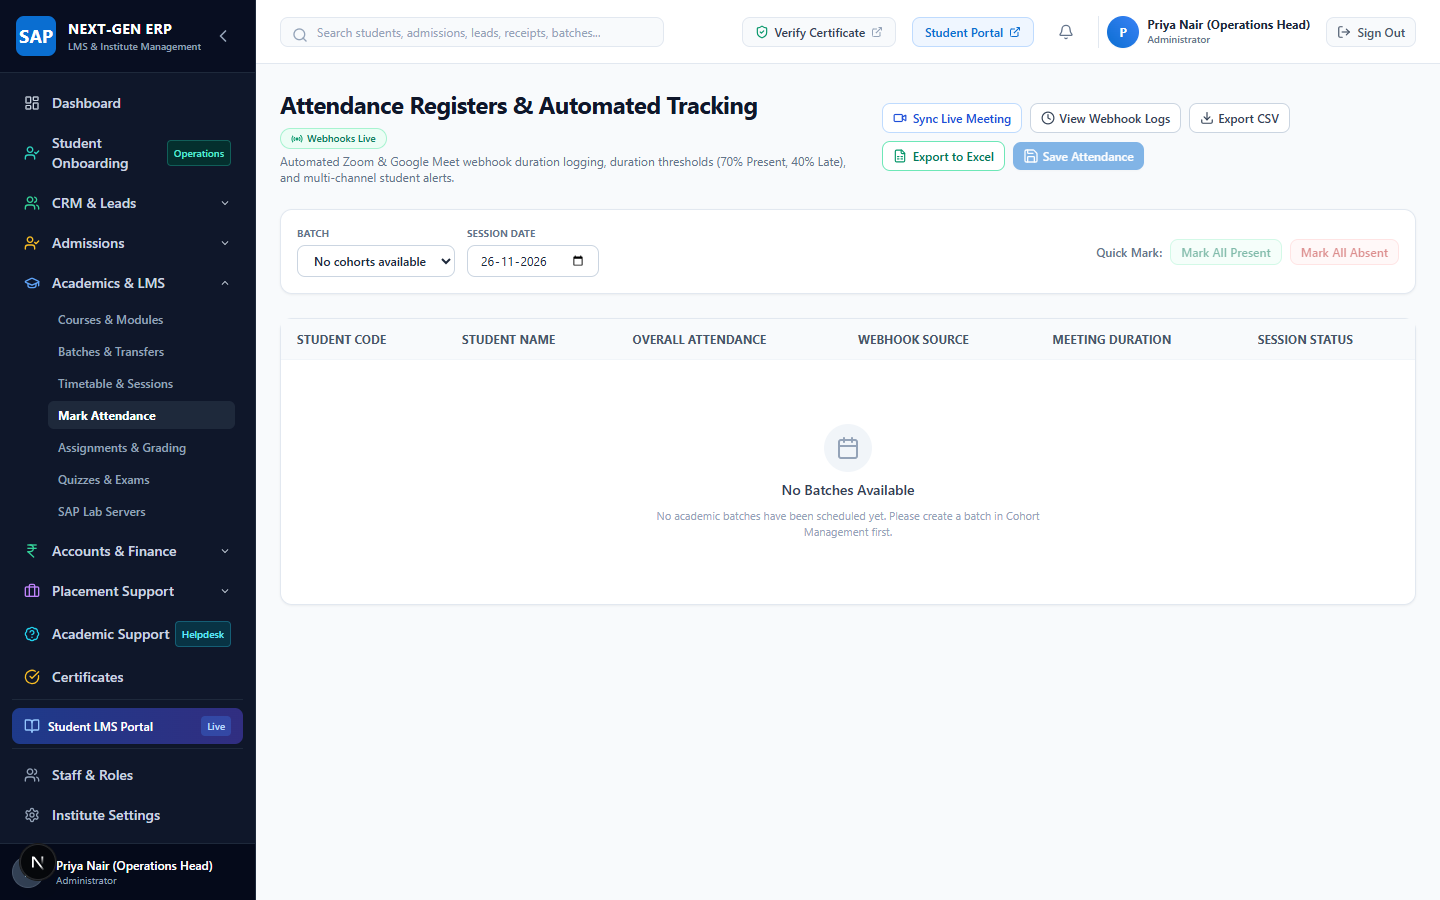 SAP
NEXT-GEN ERP
LMS & Institute Management
Dashboard
Student Onboarding
Operations
CRM & Leads
Admissions
Academics & LMS
Courses & Modules
Batches & Transfers
Timetable & Sessions
Mark Attendance
Assignments & Grading
Quizzes & Exams
SAP Lab Servers
Accounts & Finance
Placement Support
Academic Support
Helpdesk
Certificates
Student LMS Portal
Live
Staff & Roles
Institute Settings
N
Priya Nair (Operations Head)
Administrator
Search students, admissions, leads, receipts, batches...
Verify Certificate
Student Portal
P
Priya Nair (Operations Head)
Administrator
Sign Out
Attendance Registers & Automated Tracking
Webhooks Live
Automated Zoom & Google Meet webhook duration logging, duration thresholds (70% Present, 40% Late),
and multi-channel student alerts.
Sync Live Meeting
View Webhook Logs
Export CSV
Export to Excel
Save Attendance
BATCH
No cohorts available
SESSION DATE
26-11-2026
Quick Mark:
Mark All Present
Mark All Absent
STUDENT CODE
STUDENT NAME
OVERALL ATTENDANCE
WEBHOOK SOURCE
MEETING DURATION
SESSION STATUS
No Batches Available
No academic batches have been scheduled yet. Please create a batch in Cohort
Management first.